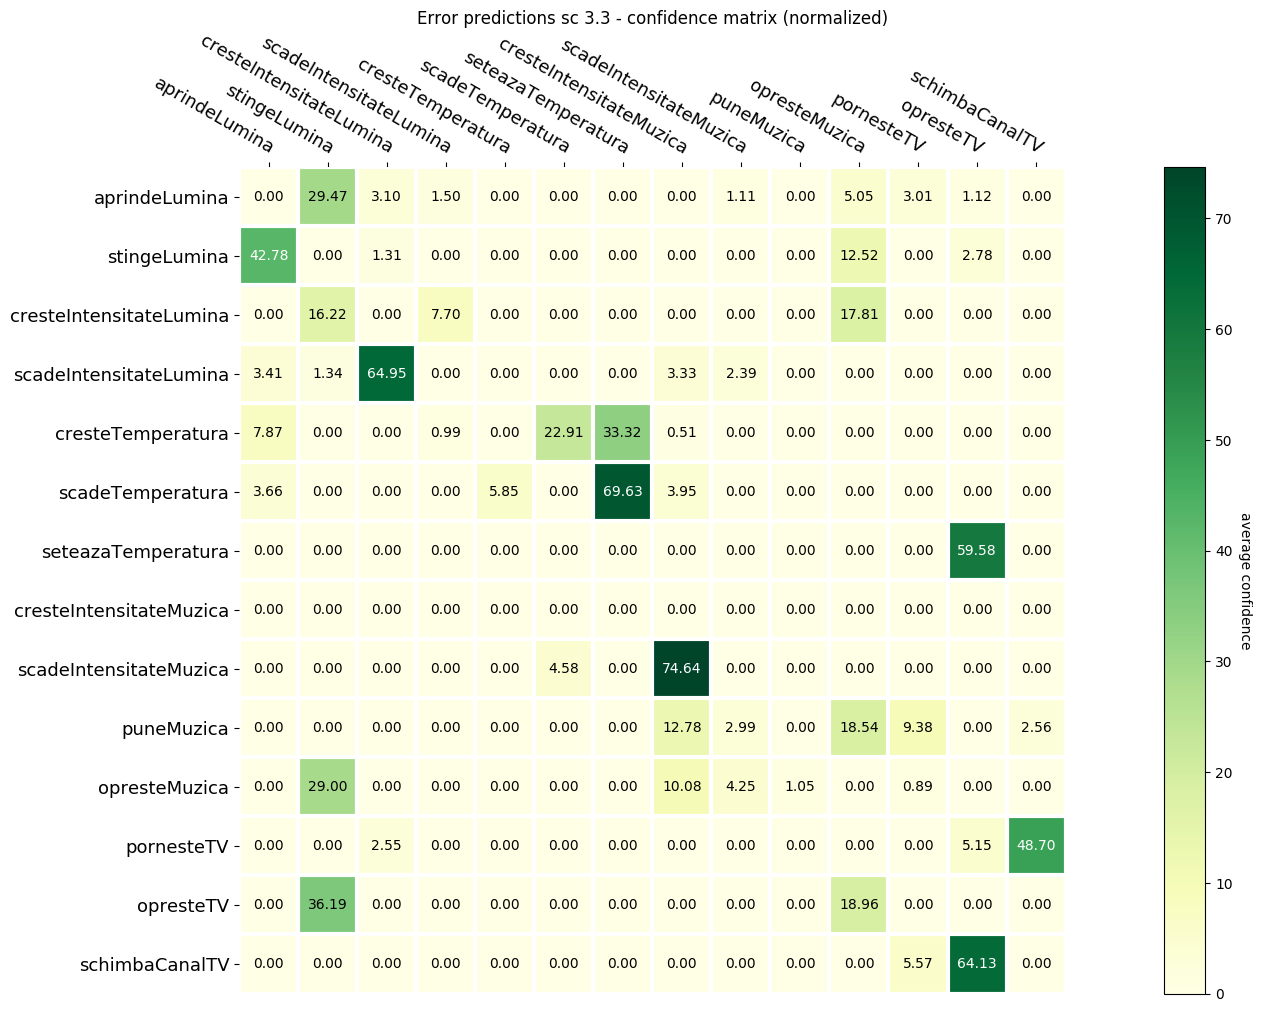 Error predictions sc 3.3 - confidence matrix (normalized)
aprindeLumina
stingeLumina
cresteIntensitateLumina
scadeIntensitateLumina
cresteTemperatura
scadeTemperatura
seteazaTemperatura
cresteIntensitateMuzica
scadeIntensitateMuzica
puneMuzica
opresteMuzica
pornesteTV
opresteTV
schimbaCanalTV
aprindeLumina 0.00 29.47 3.10 1.50 0.00 0.00 0.00 0.00 1.11 0.00 5.05 3.01 1.12 0.00
stingeLumina 42.78 0.00 1.31 0.00 0.00 0.00 0.00 0.00 0.00 0.00 12.52 0.00 2.78 0.00
cresteIntensitateLumina 0.00 16.22 0.00 7.70 0.00 0.00 0.00 0.00 0.00 0.00 17.81 0.00 0.00 0.00
scadeIntensitateLumina 3.41 1.34 64.95 0.00 0.00 0.00 0.00 3.33 2.39 0.00 0.00 0.00 0.00 0.00
cresteTemperatura 7.87 0.00 0.00 0.99 0.00 22.91 33.32 0.51 0.00 0.00 0.00 0.00 0.00 0.00
scadeTemperatura 3.66 0.00 0.00 0.00 5.85 0.00 69.63 3.95 0.00 0.00 0.00 0.00 0.00 0.00
seteazaTemperatura 0.00 0.00 0.00 0.00 0.00 0.00 0.00 0.00 0.00 0.00 0.00 0.00 59.58 0.00
cresteIntensitateMuzica 0.00 0.00 0.00 0.00 0.00 0.00 0.00 0.00 0.00 0.00 0.00 0.00 0.00 0.00
scadeIntensitateMuzica 0.00 0.00 0.00 0.00 0.00 4.58 0.00 74.64 0.00 0.00 0.00 0.00 0.00 0.00
puneMuzica 0.00 0.00 0.00 0.00 0.00 0.00 0.00 12.78 2.99 0.00 18.54 9.38 0.00 2.56
opresteMuzica 0.00 29.00 0.00 0.00 0.00 0.00 0.00 10.08 4.25 1.05 0.00 0.89 0.00 0.00
pornesteTV 0.00 0.00 2.55 0.00 0.00 0.00 0.00 0.00 0.00 0.00 0.00 0.00 5.15 48.70
opresteTV 0.00 36.19 0.00 0.00 0.00 0.00 0.00 0.00 0.00 0.00 18.96 0.00 0.00 0.00
schimbaCanalTV 0.00 0.00 0.00 0.00 0.00 0.00 0.00 0.00 0.00 0.00 0.00 5.57 64.13 0.00
70
60
50
40
30
20
10
0
average confidence